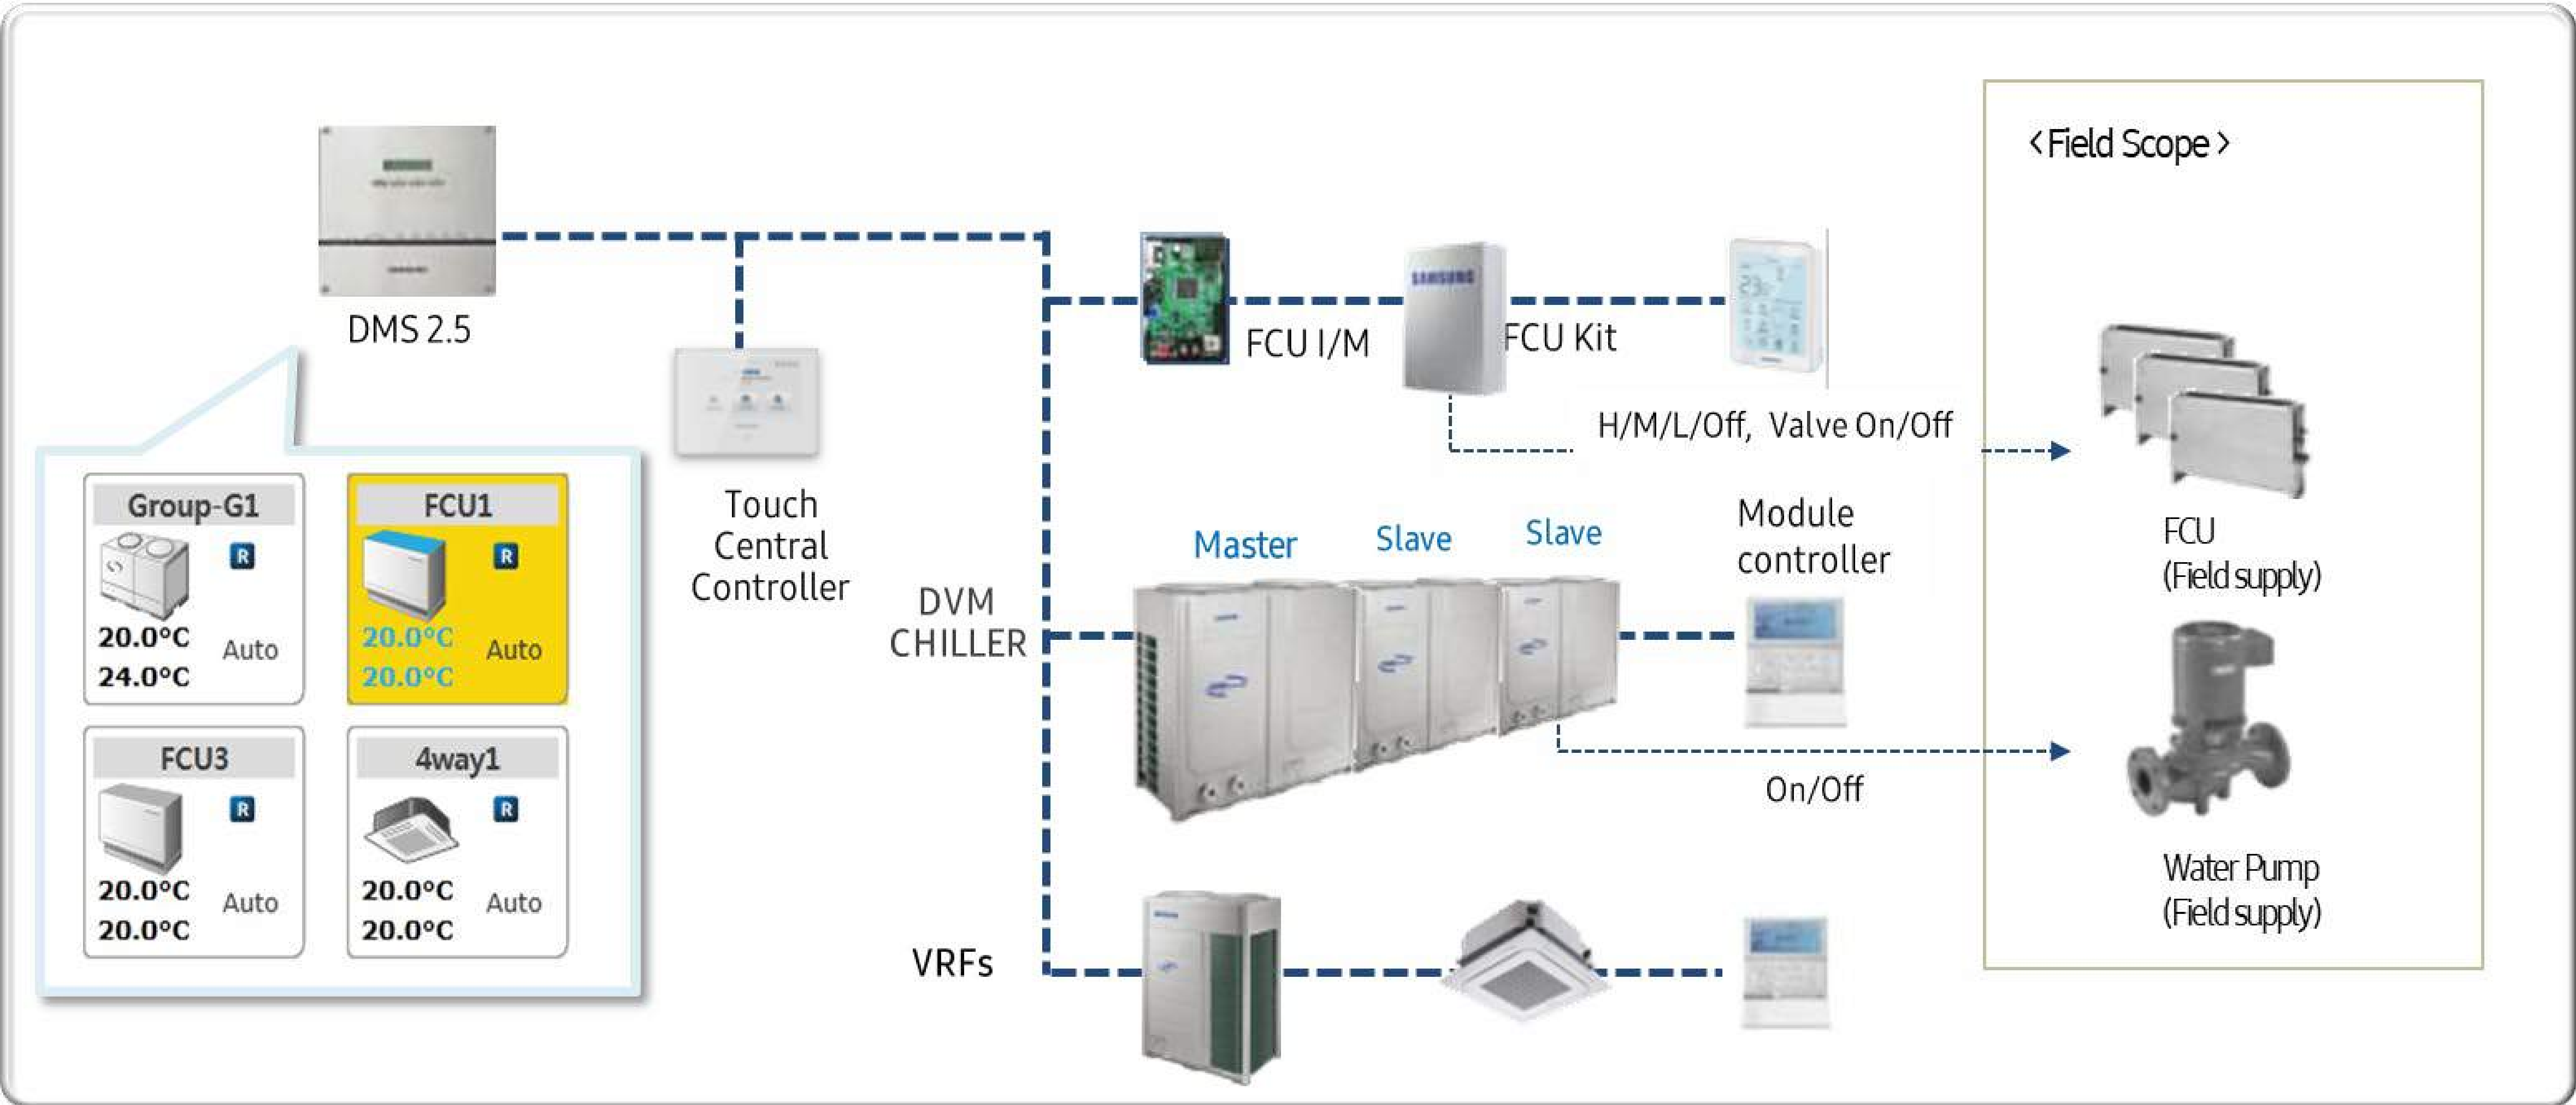 <Field Scope>
DMS 2.5
SAMSUNG
FCU I/M
FCU Kit
H/M/L/Off, Valve On/Off
Touch
Central
Controller
Group-G1
R
20.0°C
Auto
24.0°C
FCU1
R
20.0°C
Auto
20.0°C
FCU3
R
20.0°C
Auto
20.0°C
4way1
R
20.0°C
Auto
20.0°C
DVM
CHILLER
Master
Slave
Slave
Module
controller
On/Off
VRFs
FCU
(Field supply)
Water Pump
(Field supply)